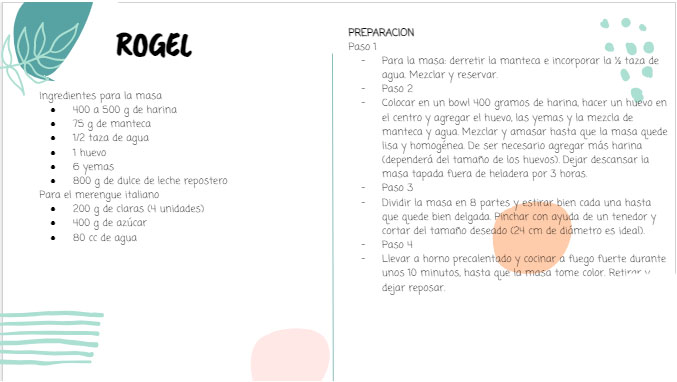 ROGEL
Ingredientes para la masa
● 400 a 500 g de harina
● 75 g de manteca
● 1/2 taza de agua
● 1 huevo
● 6 yemas
● 800 g de dulce de leche repostero
Para el merengue italiano
● 200 g de claras (4 unidades)
● 400 g de azúcar
● 80 cc de agua
PREPARACION
Paso 1
- Para la masa: derretir la manteca e incorporar la ½ taza de
agua. Mezclar y reservar.
- Paso 2
- Colocar en un bowl 400 gramos de harina, hacer un huevo en
el centro y agregar el huevo, las yemas y la mezcla de
manteca y agua. Mezclar y amasar hasta que la masa quede
lisa y homogénea. De ser necesario agregar más harina
(dependerá del tamaño de los huevos). Dejar descansar la
masa tapada fuera de heladera por 3 horas.
- Paso 3
- Dividir la masa en 8 partes y estirar bien cada una hasta
que quede bien delgada. Pinchar con ayuda de un tenedor y
cortar del tamaño deseado (24 cm de diámetro es ideal).
- Paso 4
- Llevar a horno precalentado y cocinar a fuego fuerte durante
unos 10 minutos, hasta que la masa tome color. Retirar y
dejar reposar.